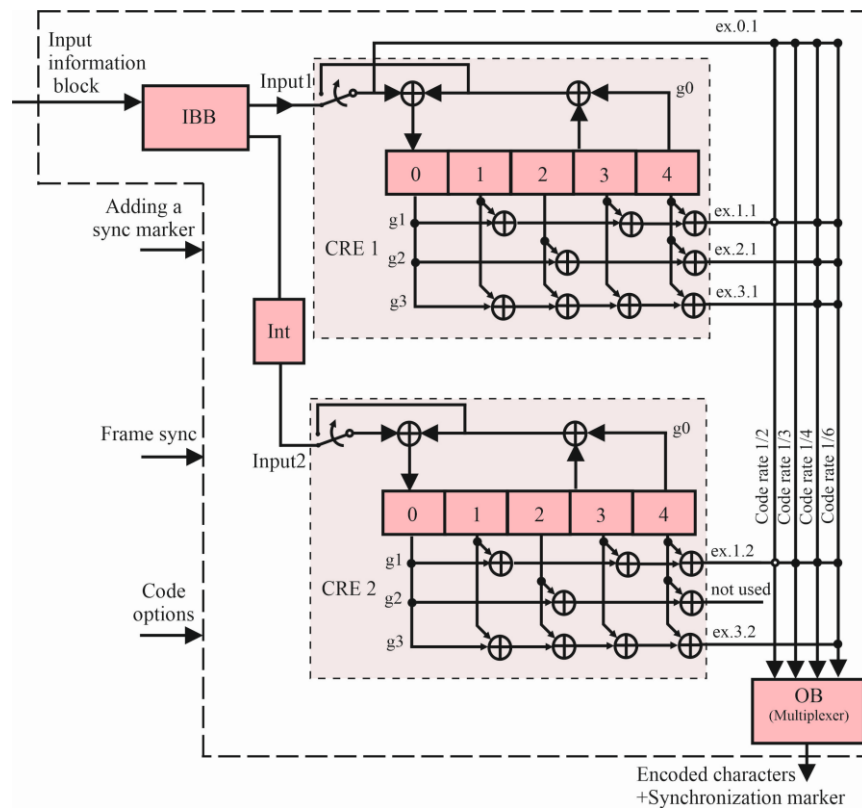 Input
information
block
IBB
Input1
ex.0.1
g0
0 1 2 3 4
g1
ex.1.1
CRE 1
g2
ex.2.1
g3
ex.3.1
Adding a
sync marker
Int
Frame sync
Input2
g0
0 1 2 3 4
g1
ex.1.2
CRE 2
g2
not used
g3
ex.3.2
Code
options
Code rate 1/2
Code rate 1/3
Code rate 1/4
Code rate 1/6
OB
(Multiplexer)
Encoded characters
+Synchronization marker